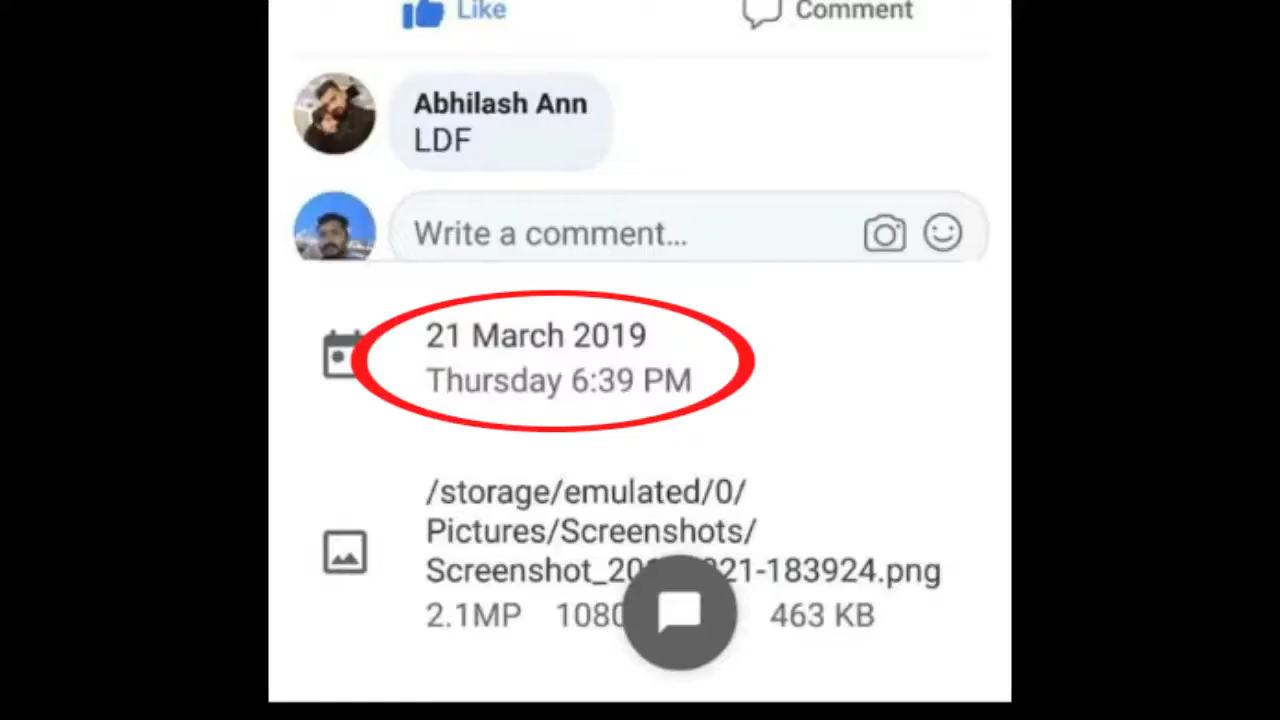 Like
Comment
Abhilash Ann
LDF
Write a comment...
21 March 2019
Thursday 6:39 PM
/storage/emulated/0/
Pictures/Screenshots/
21-183924.png
2.1MP 463 KB